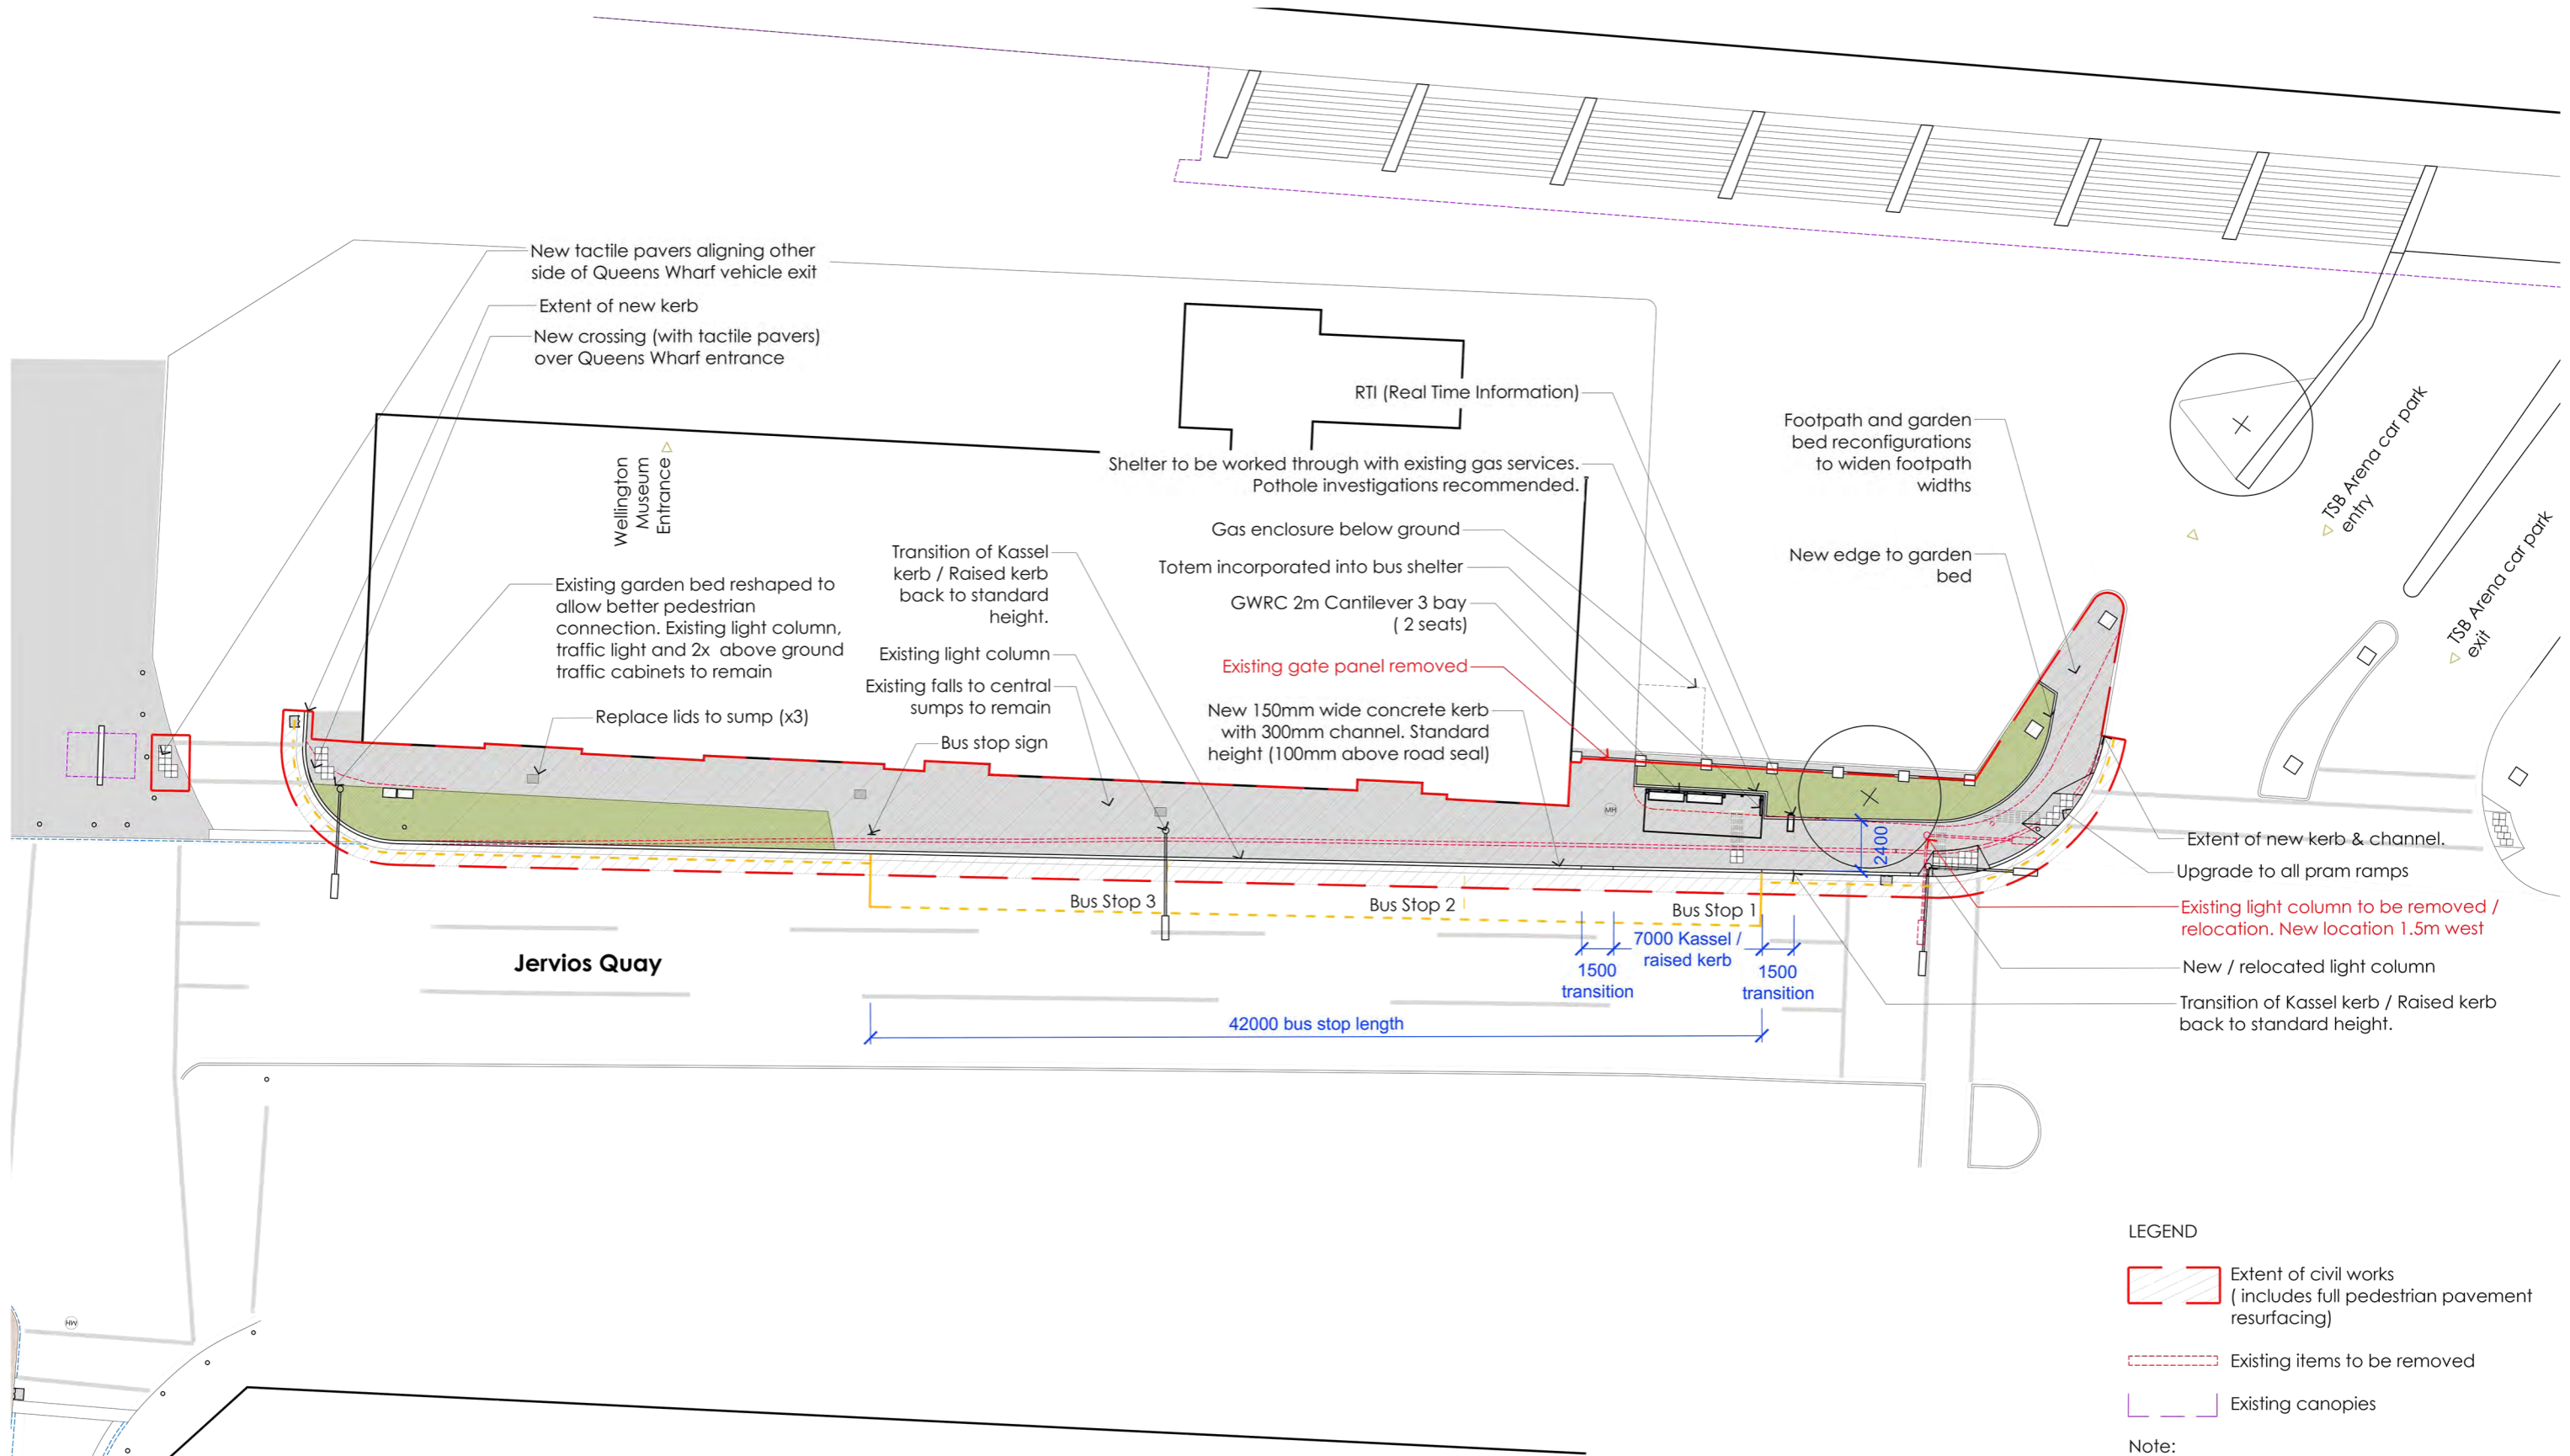 New tactile pavers aligning other
side of Queens Wharf vehicle exit
Extent of new kerb
New crossing (with tactile pavers)
over Queens Wharf entrance
RTI (Real Time Information)
Shelter to be worked through with existing gas services.
Pothole investigations recommended.
Footpath and garden
bed reconfigurations
to widen footpath
widths
TSB Arena car park
entry
TSB Arena car park
exit
Wellington
Museum
Entrance
Gas enclosure below ground
Totem incorporated into bus shelter
GWRC 2m Cantilever 3 bay
( 2 seats)
Existing gate panel removed
New 150mm wide concrete kerb
with 300mm channel. Standard
height (100mm above road seal)
New edge to garden
bed
Transition of Kassel
kerb / Raised kerb
back to standard
height.
Existing light column
Existing falls to central
sumps to remain
Bus stop sign
Existing garden bed reshaped to
allow better pedestrian
connection. Existing light column,
traffic light and 2x above ground
traffic cabinets to remain
Replace lids to sump (x3)
MH
2400
Extent of new kerb & channel.
Upgrade to all pram ramps
Existing light column to be removed /
relocation. New location 1.5m west
New / relocated light column
Transition of Kassel kerb / Raised kerb
back to standard height.
Bus Stop 3
Bus Stop 2
Bus Stop 1
7000 Kassel /
raised kerb
1500
transition
1500
transition
Jervios Quay
42000 bus stop length
MH
LEGEND
Extent of civil works
( includes full pedestrian pavement
resurfacing)
Existing items to be removed
Existing canopies
Note: